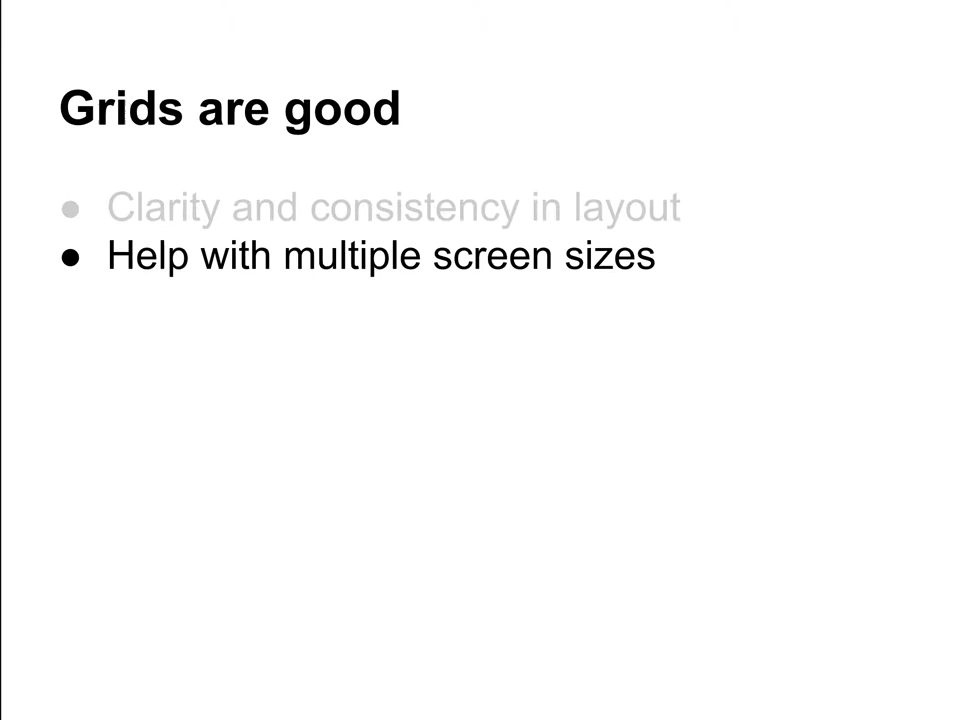 Grids are good
● Clarity and consistency in layout
● Help with multiple screen sizes